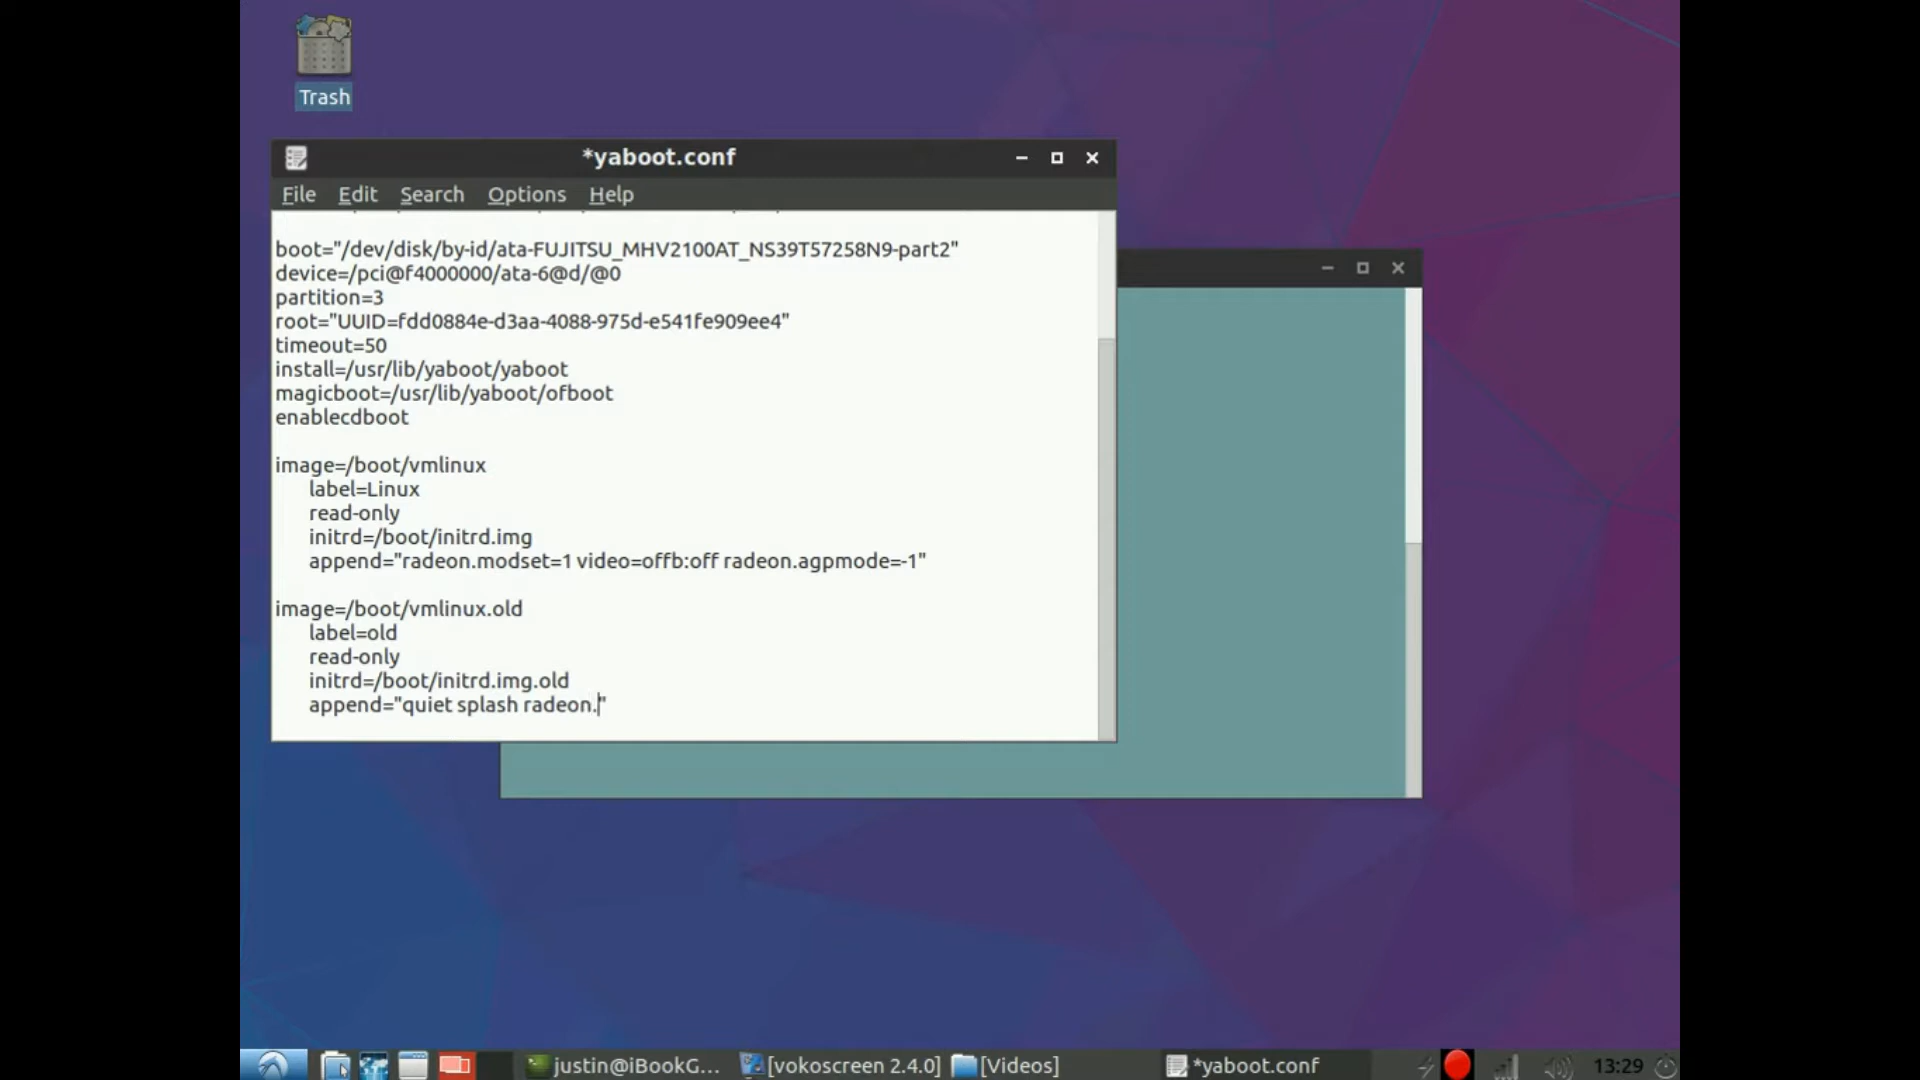 Trash
*yaboot.conf
File Edit Search Options Help
boot="/dev/disk/by-id/ata-FUJITSU_MHV2100AT_NS39T57258N9-part2"
device=/pci@f4000000/ata-6@d/@0
partition=3
root="UUID=fdd0884e-d3aa-4088-975d-e541fe909ee4"
timeout=50
install=/usr/lib/yaboot/yaboot
magicboot=/usr/lib/yaboot/ofboot
enablecdboot
image=/boot/vmlinux
label=Linux
read-only
initrd=/boot/initrd.img
append="radeon.modset=1 video=offb:off radeon.agpmode=-1"
image=/boot/vmlinux.old
label=old
read-only
initrd=/boot/initrd.img.old
append="quiet splash radeon."
justin@iBookG... [vokoscreen 2.4.0] [Videos] *yaboot.conf 13:29